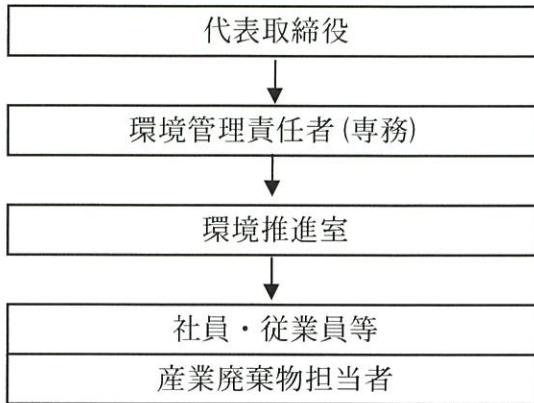 代表取締役
環境管理責任者(専務)
環境推進室
社員・従業員等
産業廃棄物担当者